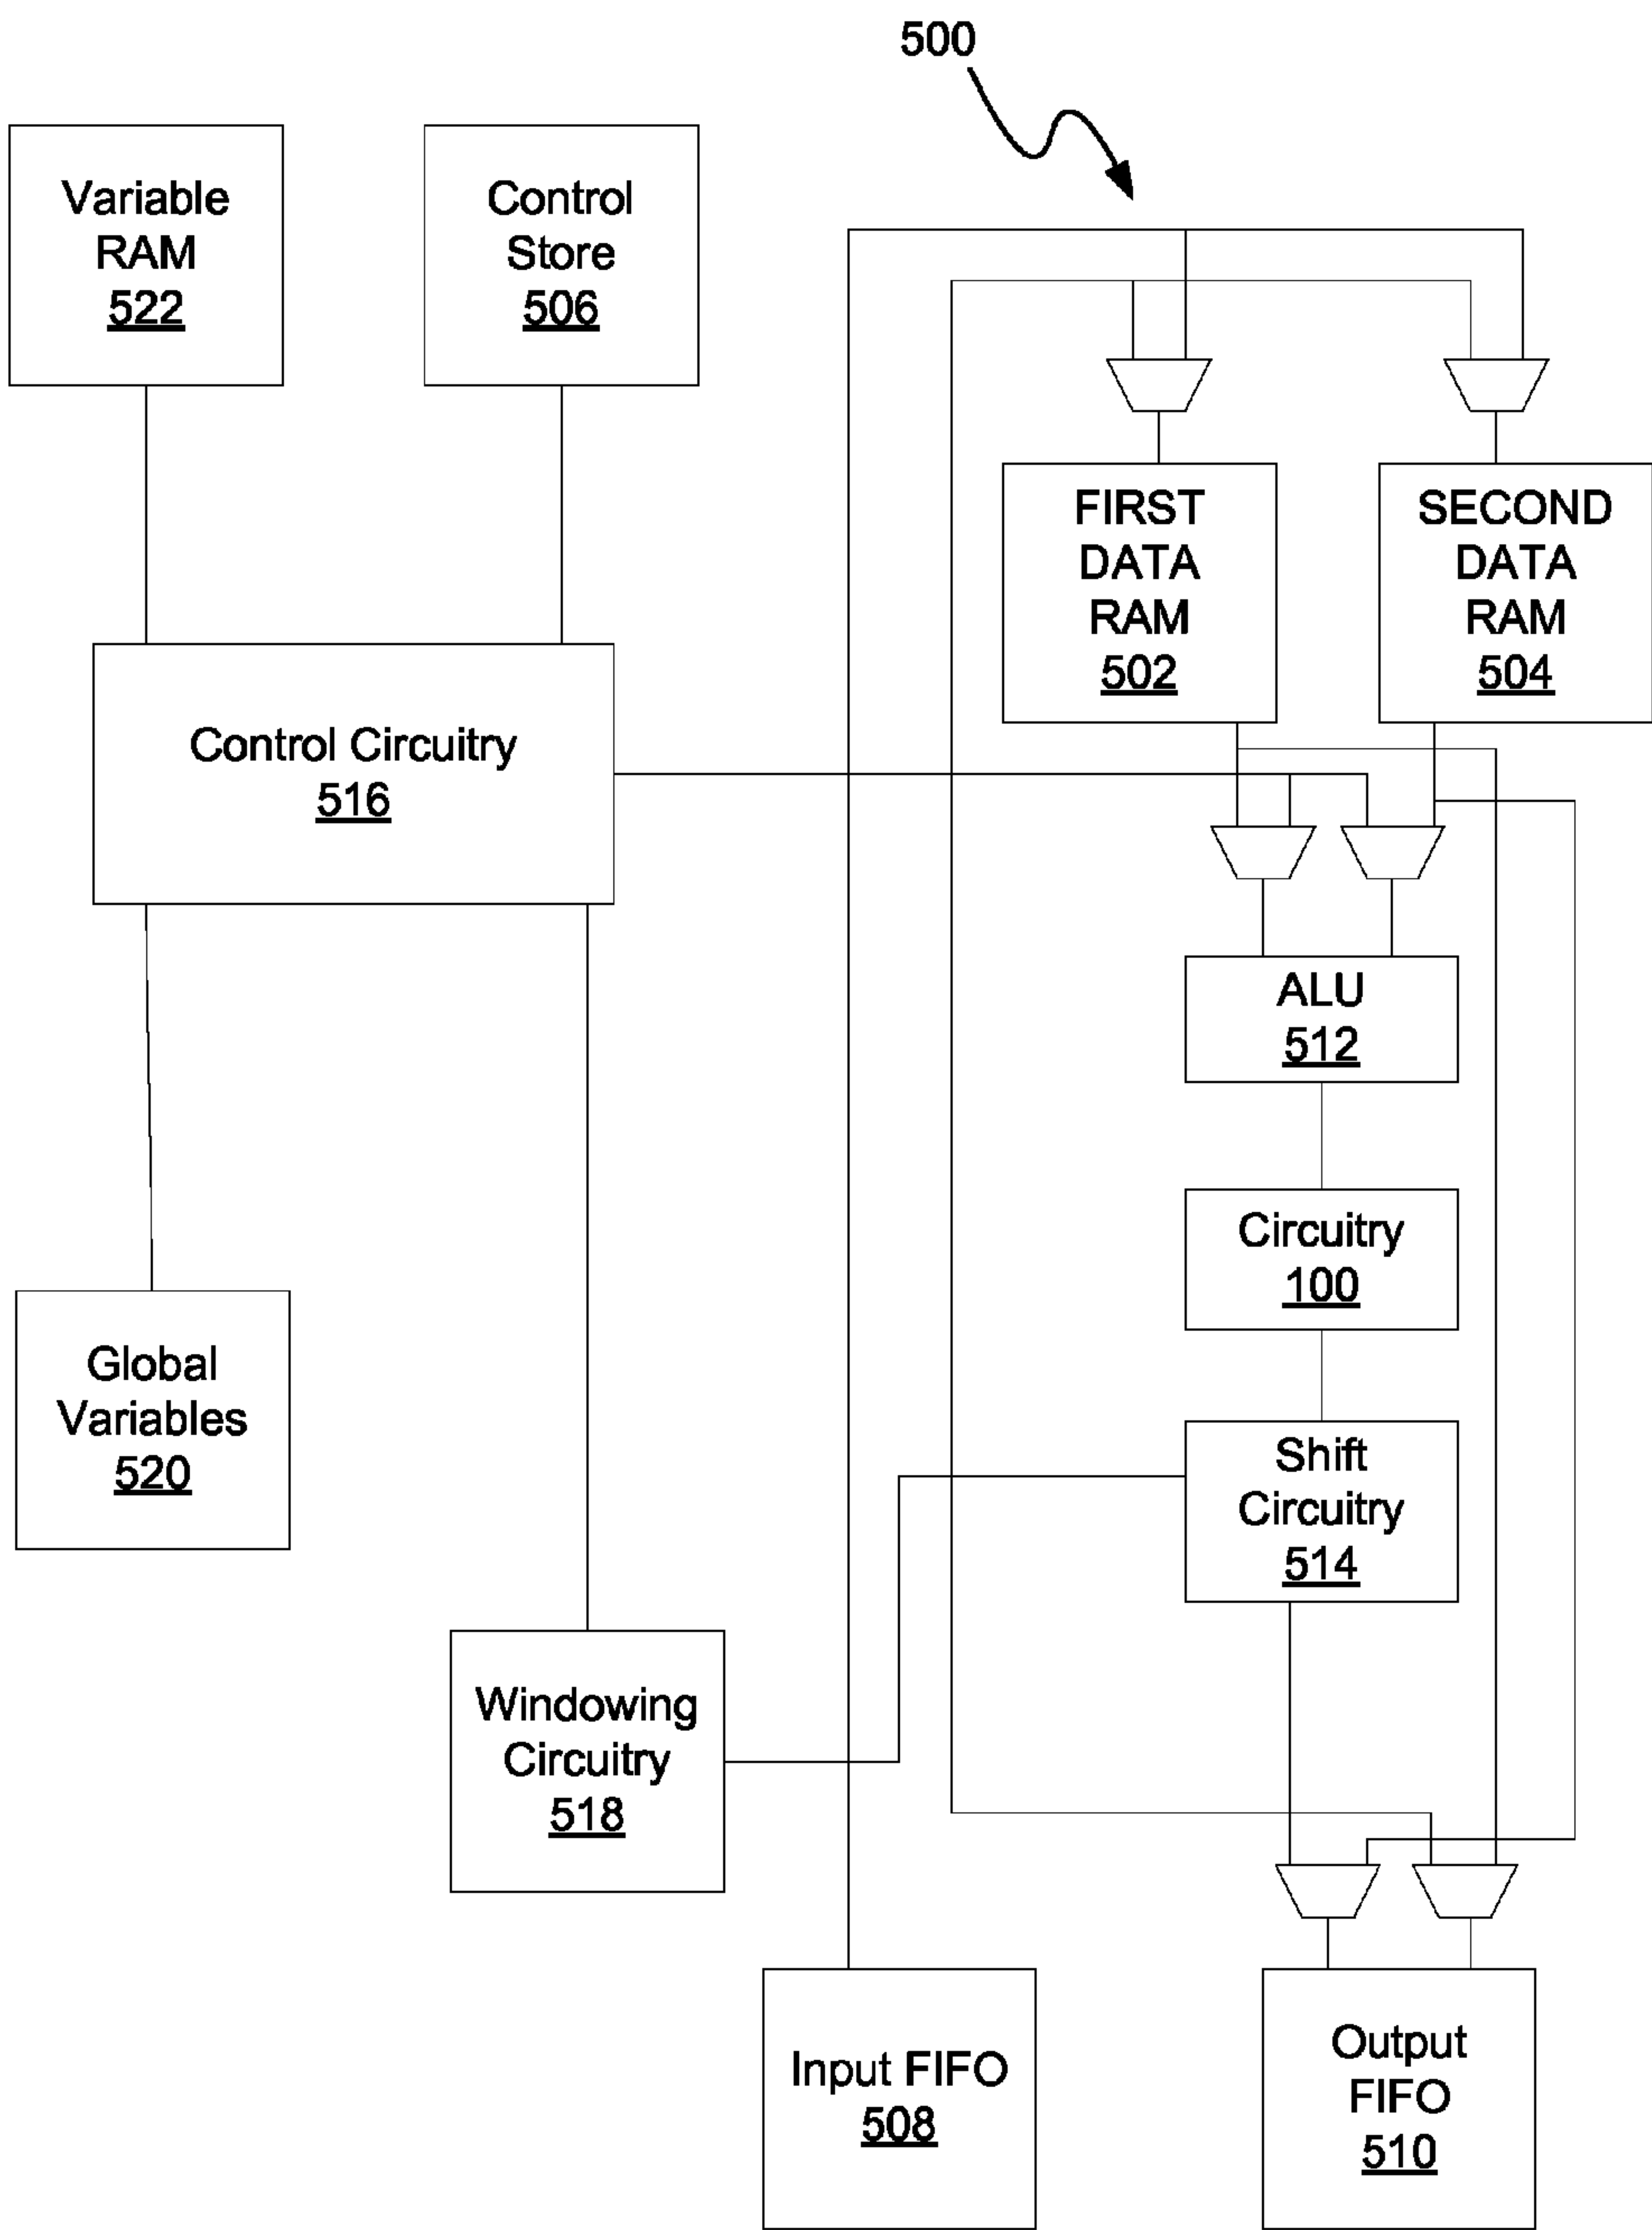 500
Variable
RAM
522
Control
Store
506
FIRST
DATA
RAM
502
SECOND
DATA
RAM
504
Control Circuitry
516
ALU
512
Circuitry
100
Global
Variables
520
Shift
Circuitry
514
Windowing
Circuitry
518
Input FIFO
508
Output
FIFO
510